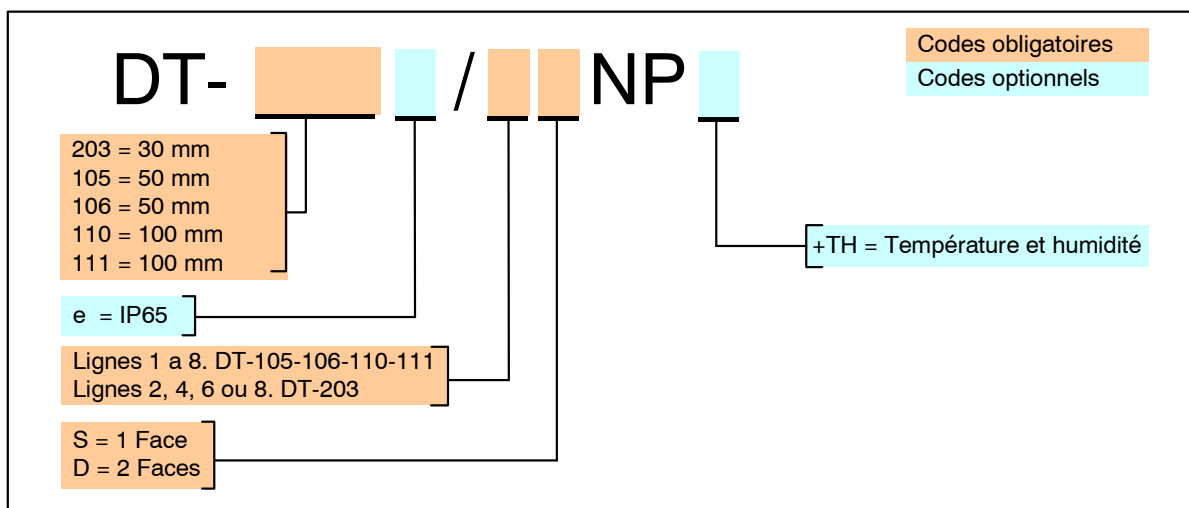 DT- / NP
Codes obligatoires
Codes optionnels
203 = 30 mm
105 = 50 mm
106 = 50 mm
110 = 100 mm
111 = 100 mm
+TH = Température et humidité
e = IP65
Lignes 1 a 8. DT-105-106-110-111
Lignes 2, 4, 6 ou 8. DT-203
S = 1 Face
D = 2 Faces